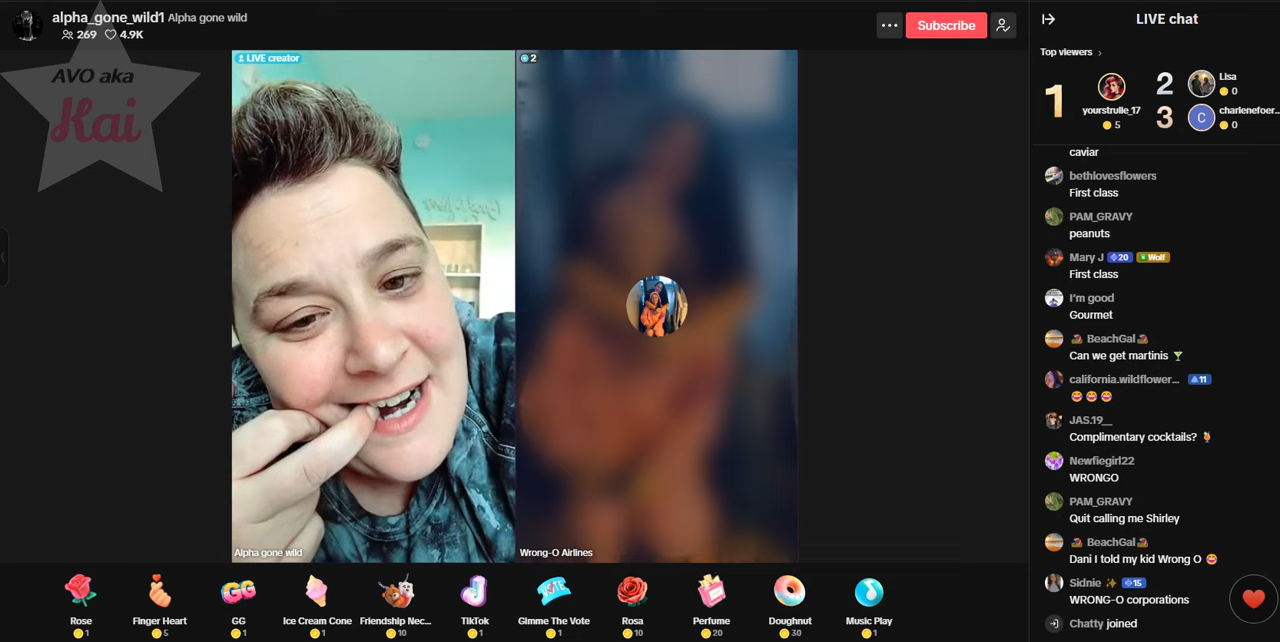 alpha_gone_wild1 Alpha gone wild
269 4.9K
Subscribe
AVO aka
Kai
LIVE creator
2
Alpha gone wild
Wrong-O Airlines
Rose
1
Finger Heart
5
GG
1
Ice Cream Cone
1
Friendship Nec...
10
TikTok
1
Gimme The Vote
1
Rosa
10
Perfume
20
Doughnut
30
Music Play
1
LIVE chat
Top viewers
1
yourstrulle_17
5
2
Lisa
0
3
C
charlenefoer...
0
caviar
bethlovesflowers
First class
PAM_GRAVY
peanuts
Mary J 20 Wolf
First class
I'm good
Gourmet
BeachGal
Can we get martinis
california.wildflower... 11
JAS.19__
Complimentary cocktails?
Newfiegirl22
WRONGO
PAM_GRAVY
Quit calling me Shirley
BeachGal
Dani I told my kid Wrong O
Sidnie 15
WRONG-O corporations
Chatty joined